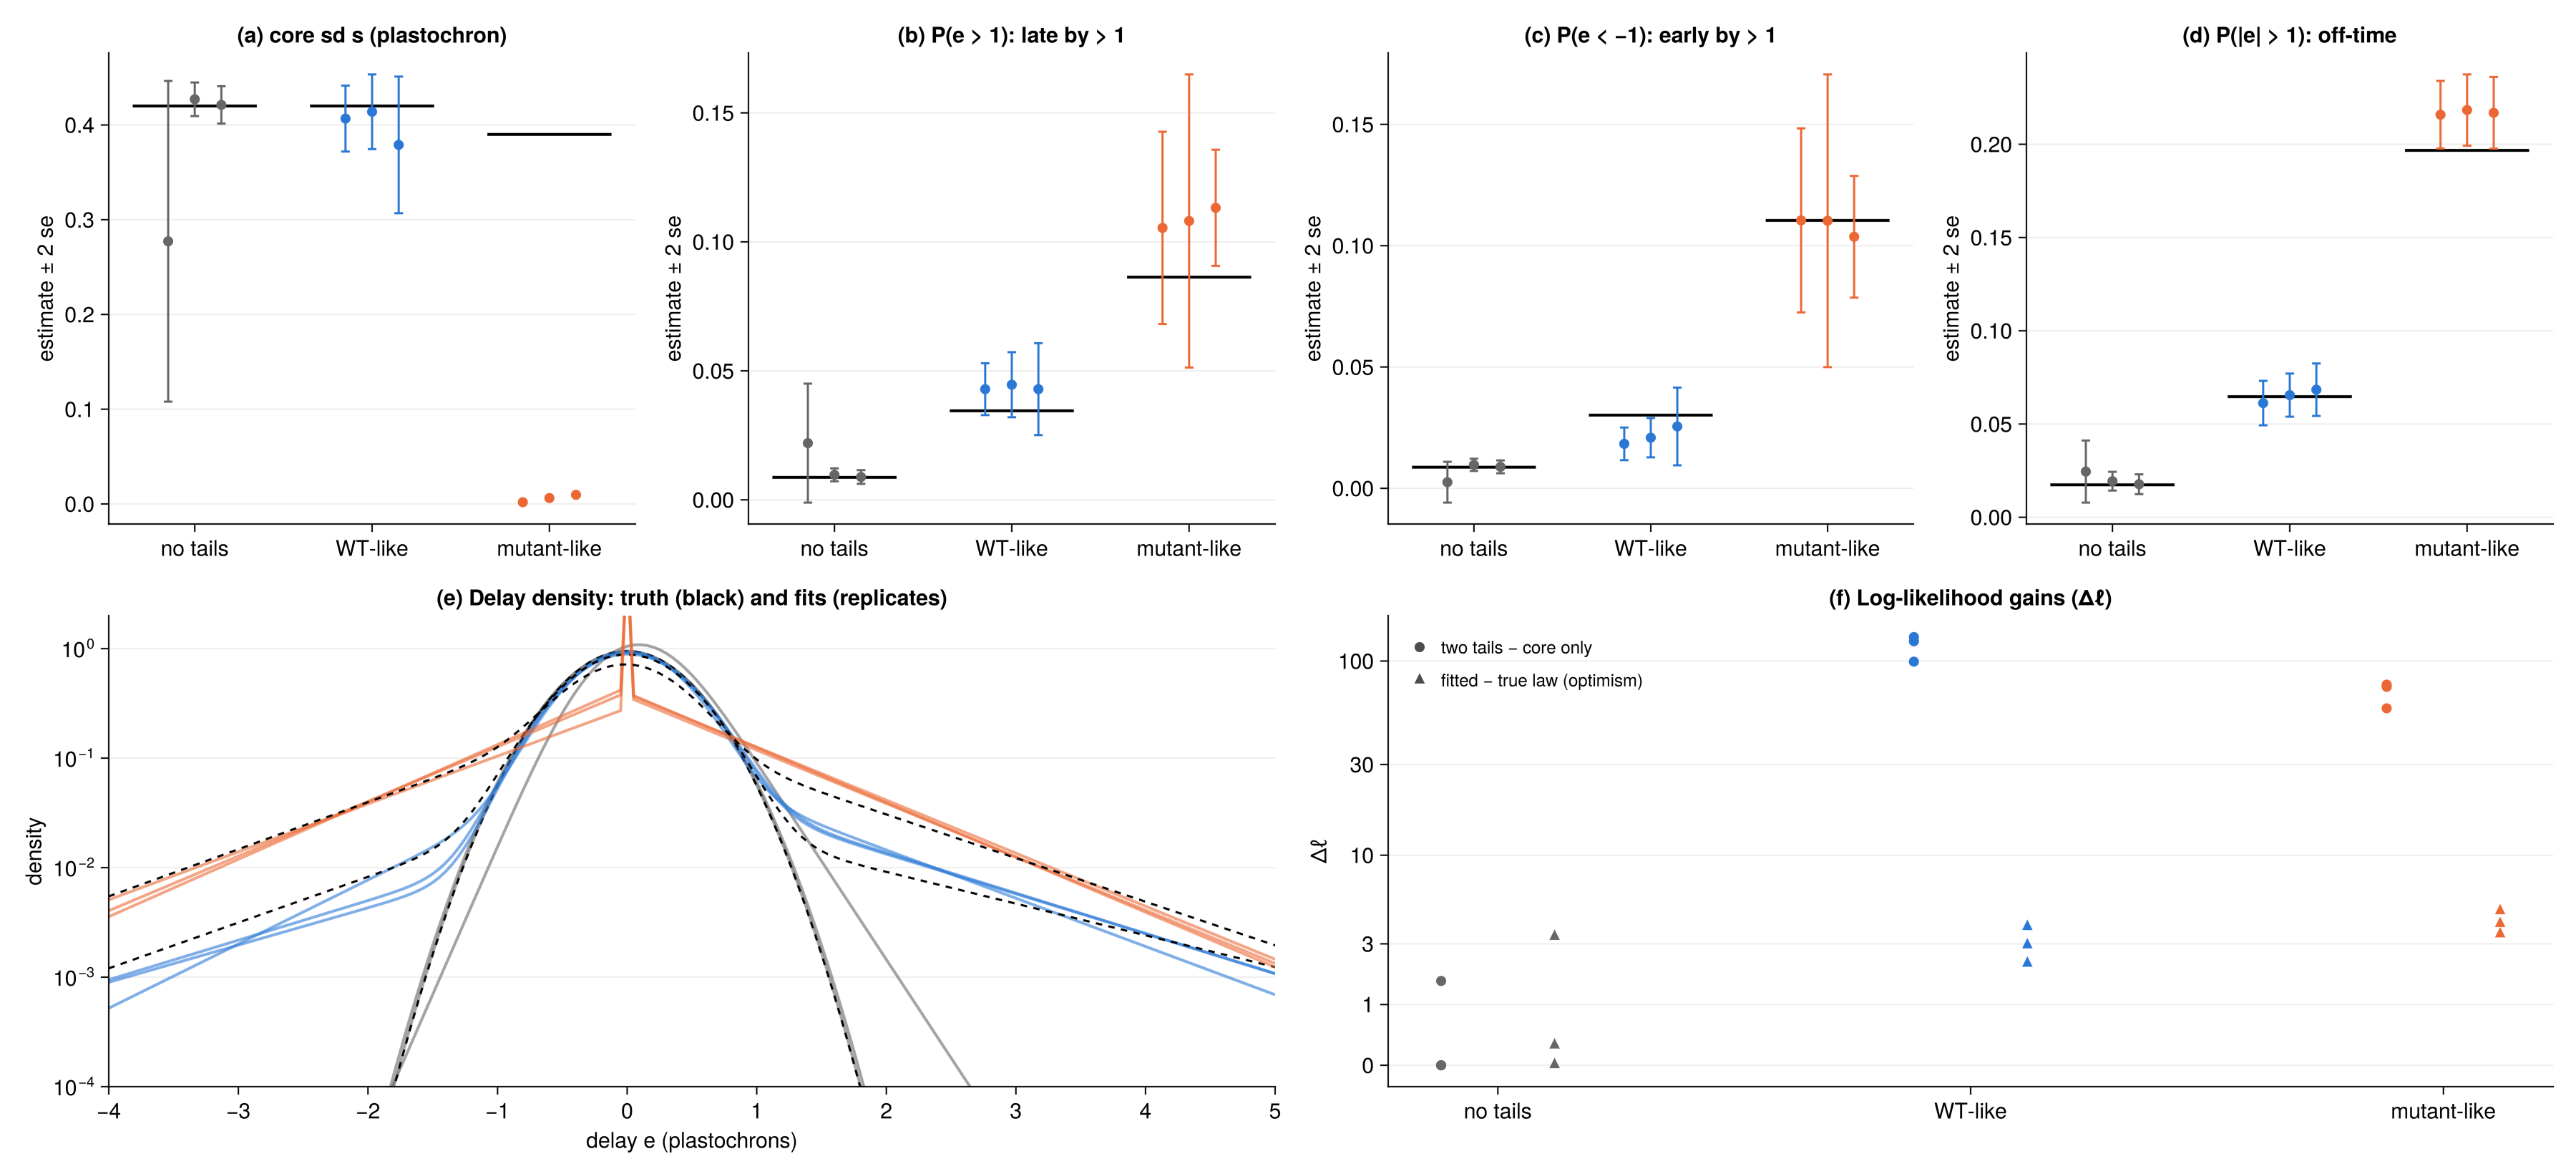 (a) core sd s (plastochron)
estimate ± 2 se
0.4
0.3
0.2
0.1
0.0
no tails
WT-like
mutant-like
(b) P(e > 1): late by > 1
estimate ± 2 se
0.15
0.10
0.05
0.00
no tails
WT-like
mutant-like
(c) P(e < −1): early by > 1
estimate ± 2 se
0.15
0.10
0.05
0.00
no tails
WT-like
mutant-like
(d) P(|e| > 1): off-time
estimate ± 2 se
0.20
0.15
0.10
0.05
0.00
no tails
WT-like
mutant-like
(e) Delay density: truth (black) and fits (replicates)
density
10⁰
10⁻¹
10⁻²
10⁻³
10⁻⁴
−4 −3 −2 −1 0 1 2 3 4 5
delay e (plastochrons)
(f) Log-likelihood gains (Δℓ)
two tails − core only
fitted − true law (optimism)
Δℓ
100
30
10
3
1
0
no tails
WT-like
mutant-like